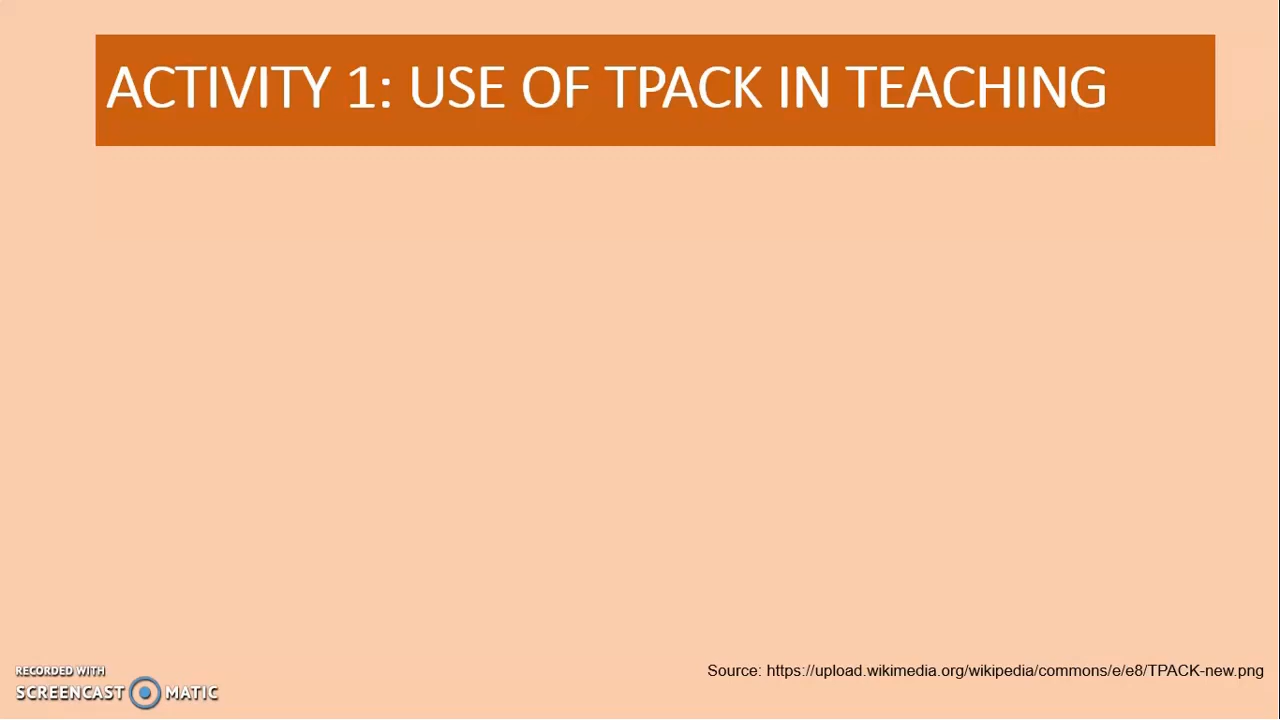 ACTIVITY 1: USE OF TPACK IN TEACHING
Source: https://upload.wikimedia.org/wikipedia/commons/e/e8/TPACK-new.png
RECORDED WITH
SCREENCAST MATIC